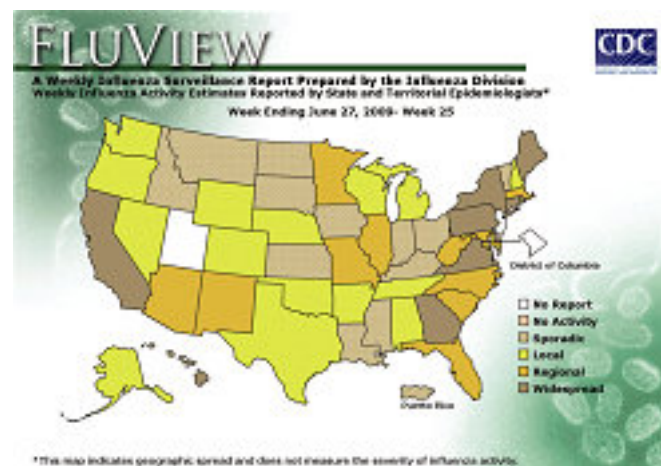 FLUVIEW
CDC
A Weekly Influenza Surveillance Report Prepared by the Influenza Division
Weekly Influenza Activity Estimates Reported by State and Territorial Epidemiologists*
Week Ending June 27, 2009- Week 25
District of Columbia
No Report
No Activity
Sporadic
Local
Regional
Widespread
Puerto Rico
*This map indicates geographic spread and does not measure the severity of influenza activity.